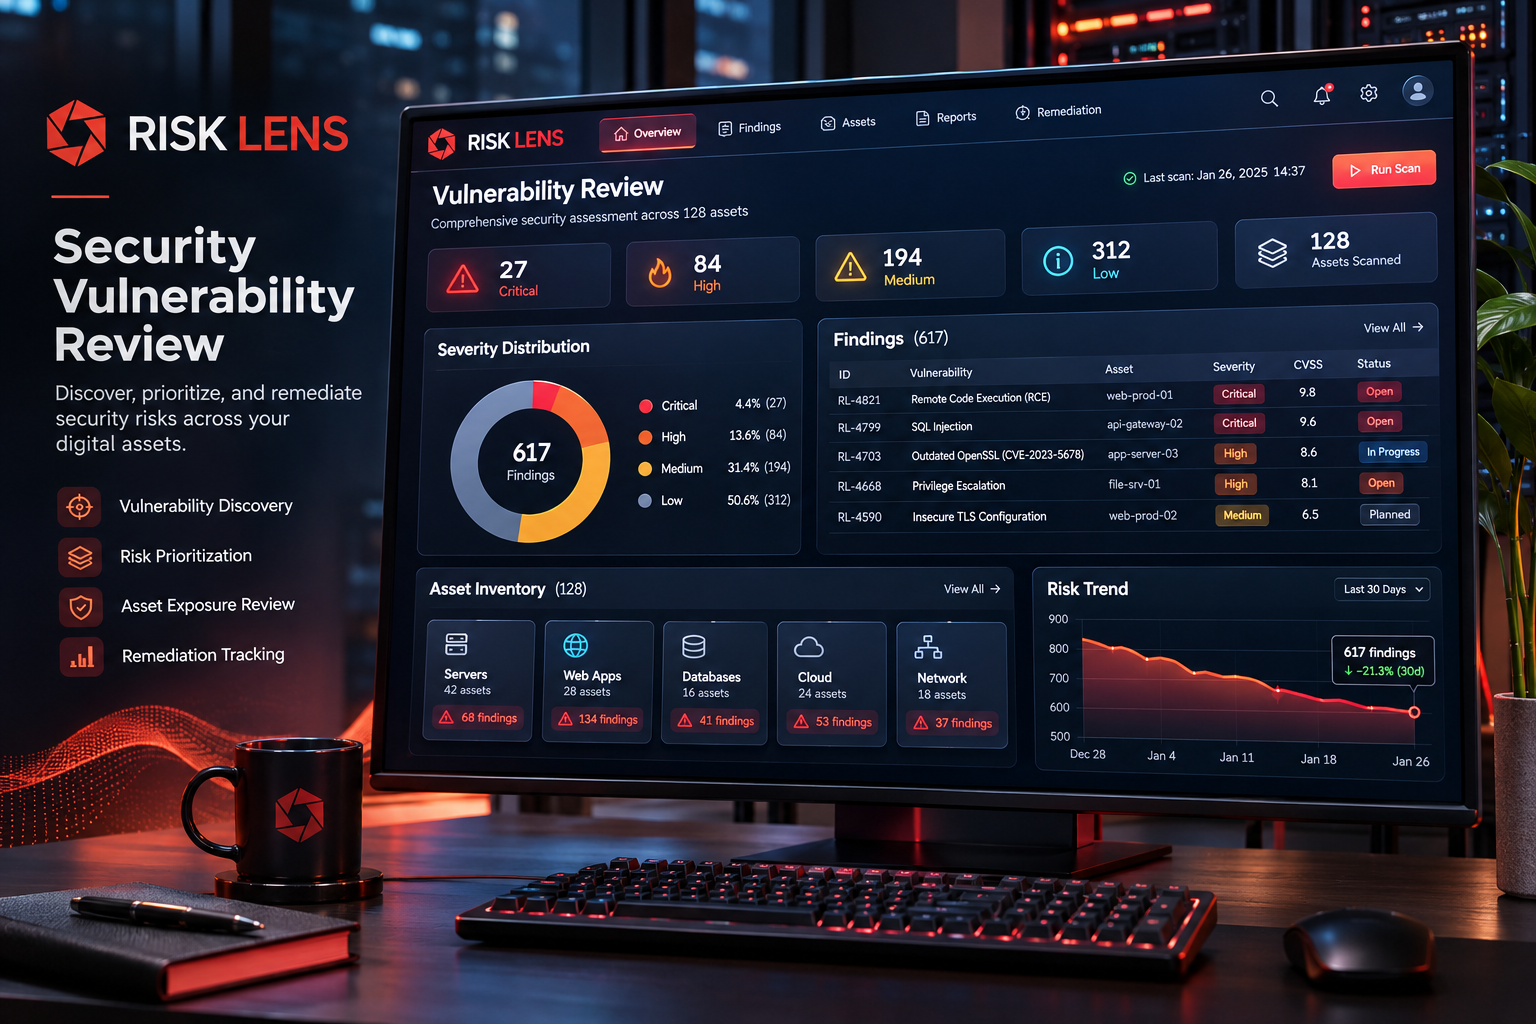 RISK LENS
Security
Vulnerability
Review
Discover, prioritize, and remediate
security risks across your
digital assets.
Vulnerability Discovery
Risk Prioritization
Asset Exposure Review
Remediation Tracking
RISK LENS
Overview
Findings
Assets
Reports
Remediation
Vulnerability Review
Comprehensive security assessment across 128 assets
Last scan: Jan 26, 2025 14:37
Run Scan
27
Critical
84
High
194
Medium
312
Low
128
Assets Scanned
Severity Distribution
617
Findings
Critical 4.4% (27)
High 13.6% (84)
Medium 31.4% (194)
Low 50.6% (312)
Findings (617)
View All →
ID Vulnerability Asset Severity CVSS Status
RL-4821 Remote Code Execution (RCE) web-prod-01 Critical 9.8 Open
RL-4799 SQL Injection api-gateway-02 Critical 9.6 Open
RL-4703 Outdated OpenSSL (CVE-2023-5678) app-server-03 High 8.6 In Progress
RL-4668 Privilege Escalation file-srv-01 High 8.1 Open
RL-4590 Insecure TLS Configuration web-prod-02 Medium 6.5 Planned
Asset Inventory (128)
View All →
Servers
42 assets
68 findings
Web Apps
28 assets
134 findings
Databases
16 assets
41 findings
Cloud
24 assets
53 findings
Network
18 assets
37 findings
Risk Trend
Last 30 Days
900
800
700
600
500
617 findings
↓ −21.3% (30d)
Dec 28
Jan 4
Jan 11
Jan 18
Jan 26